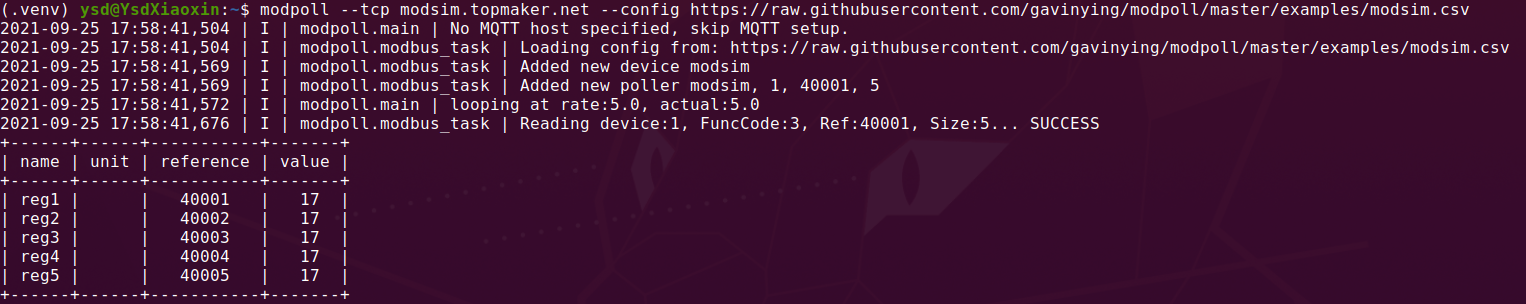 (.venv) ysd@YsdXiaoxin:~$ modpoll --tcp modsim.topmaker.net --config https://raw.githubusercontent.com/gavinying/modpoll/master/examples/modsim.csv
2021-09-25 17:58:41,504 | I | modpoll.main | No MQTT host specified, skip MQTT setup.
2021-09-25 17:58:41,504 | I | modpoll.modbus_task | Loading config from: https://raw.githubusercontent.com/gavinying/modpoll/master/examples/modsim.csv
2021-09-25 17:58:41,569 | I | modpoll.modbus_task | Added new device modsim
2021-09-25 17:58:41,569 | I | modpoll.modbus_task | Added new poller modsim, 1, 40001, 5
2021-09-25 17:58:41,572 | I | modpoll.main | looping at rate:5.0, actual:5.0
2021-09-25 17:58:41,676 | I | modpoll.modbus_task | Reading device:1, FuncCode:3, Ref:40001, Size:5... SUCCESS
+------+------+-----------+-------+
| name | unit | reference | value |
+------+------+-----------+-------+
| reg1 |      |   40001   |   17  |
| reg2 |      |   40002   |   17  |
| reg3 |      |   40003   |   17  |
| reg4 |      |   40004   |   17  |
| reg5 |      |   40005   |   17  |
+------+------+-----------+-------+